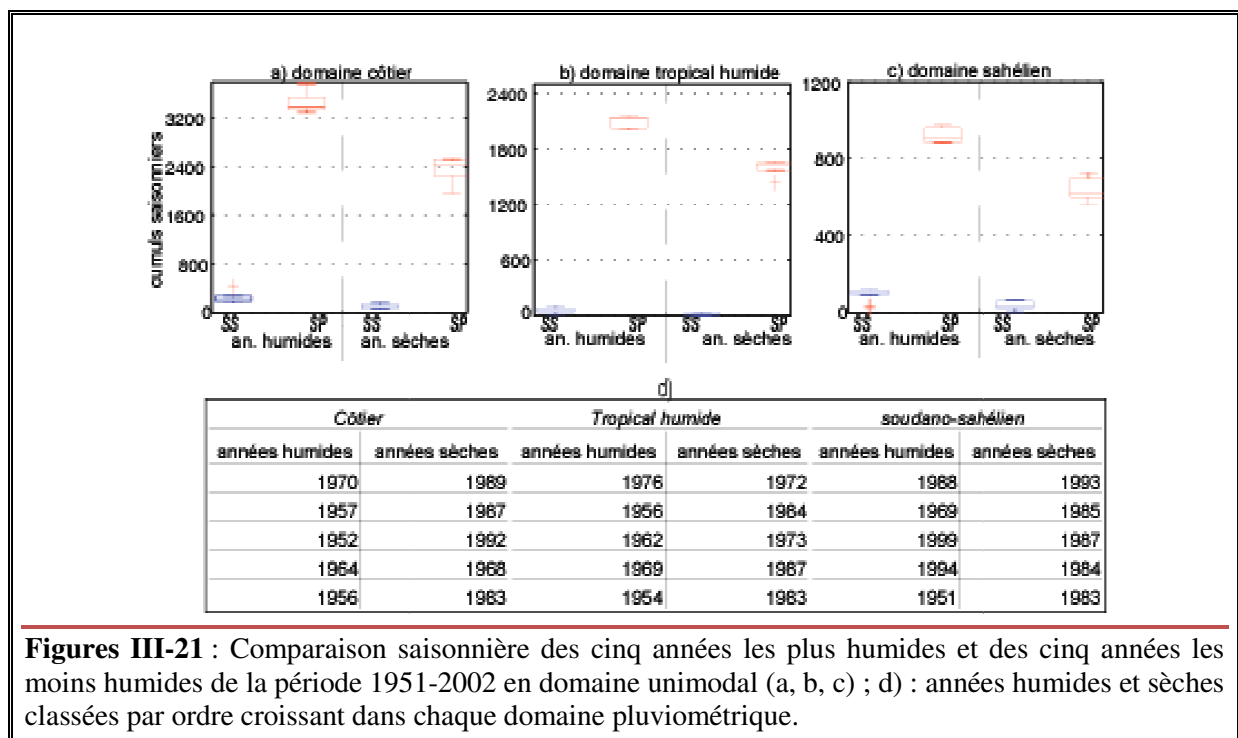 a) domaine côtier
b) domaine tropical humide
c) domaine sahélien
cumuls saisonniers
3200
2400
1600
800
0
SS SP SS SP
an. humides an. sèches
2400
1800
1200
600
0
SS SP SS SP
an. humides an. sèches
1200
800
400
0
SS SP SS SP
an. humides an. sèches
d)
Côtier Tropical humide soudano-sahélien
années humides années sèches années humides années sèches années humides années sèches
1970 1989 1976 1972 1988 1993
1957 1987 1956 1984 1969 1985
1952 1992 1962 1973 1999 1987
1964 1968 1969 1987 1994 1984
1956 1983 1954 1983 1951 1983
Figures III-21 : Comparaison saisonnière des cinq années les plus humides et des cinq années les
moins humides de la période 1951-2002 en domaine unimodal (a, b, c) ; d) : années humides et sèches
classées par ordre croissant dans chaque domaine pluviométrique.